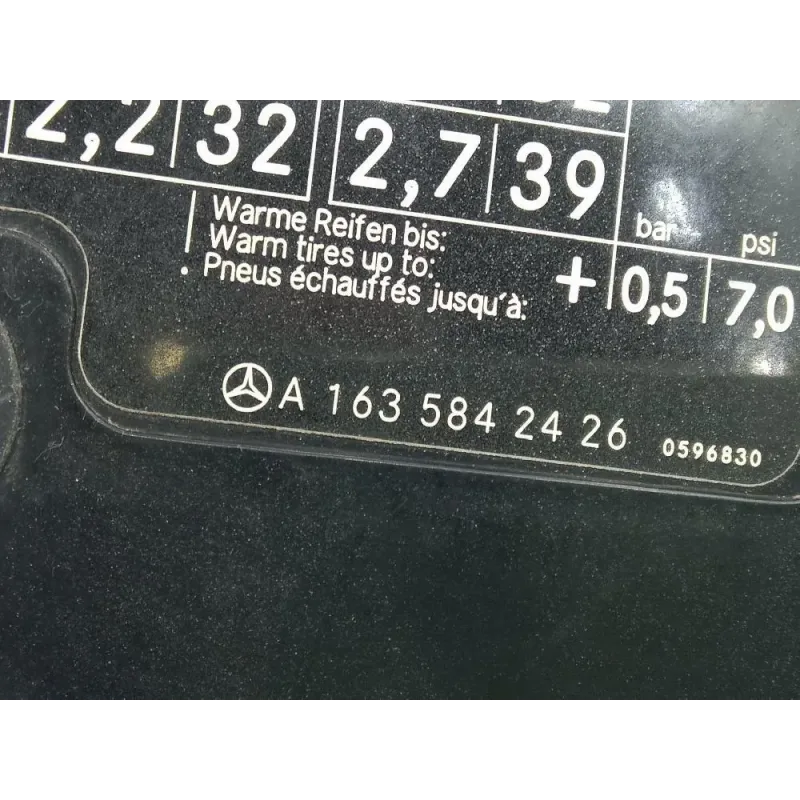 2,2 32 2,7 39
bar psi
Warme Reifen bis:
Warm tires up to:
Pneus échauffés jusqu'à:
+ 0,5 7,0
A 163 584 24 26 0596830